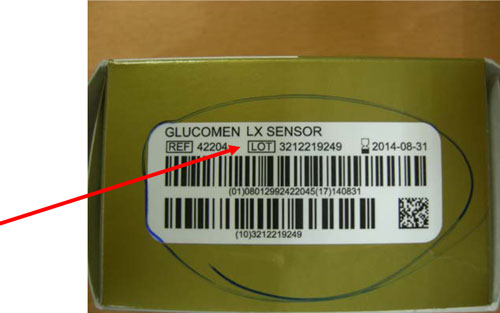 GLUCOMEN LX SENSOR
REF 42204 LOT 3212219249 2014-08-31
(01)08012992422045(17)140831
(10)3212219249